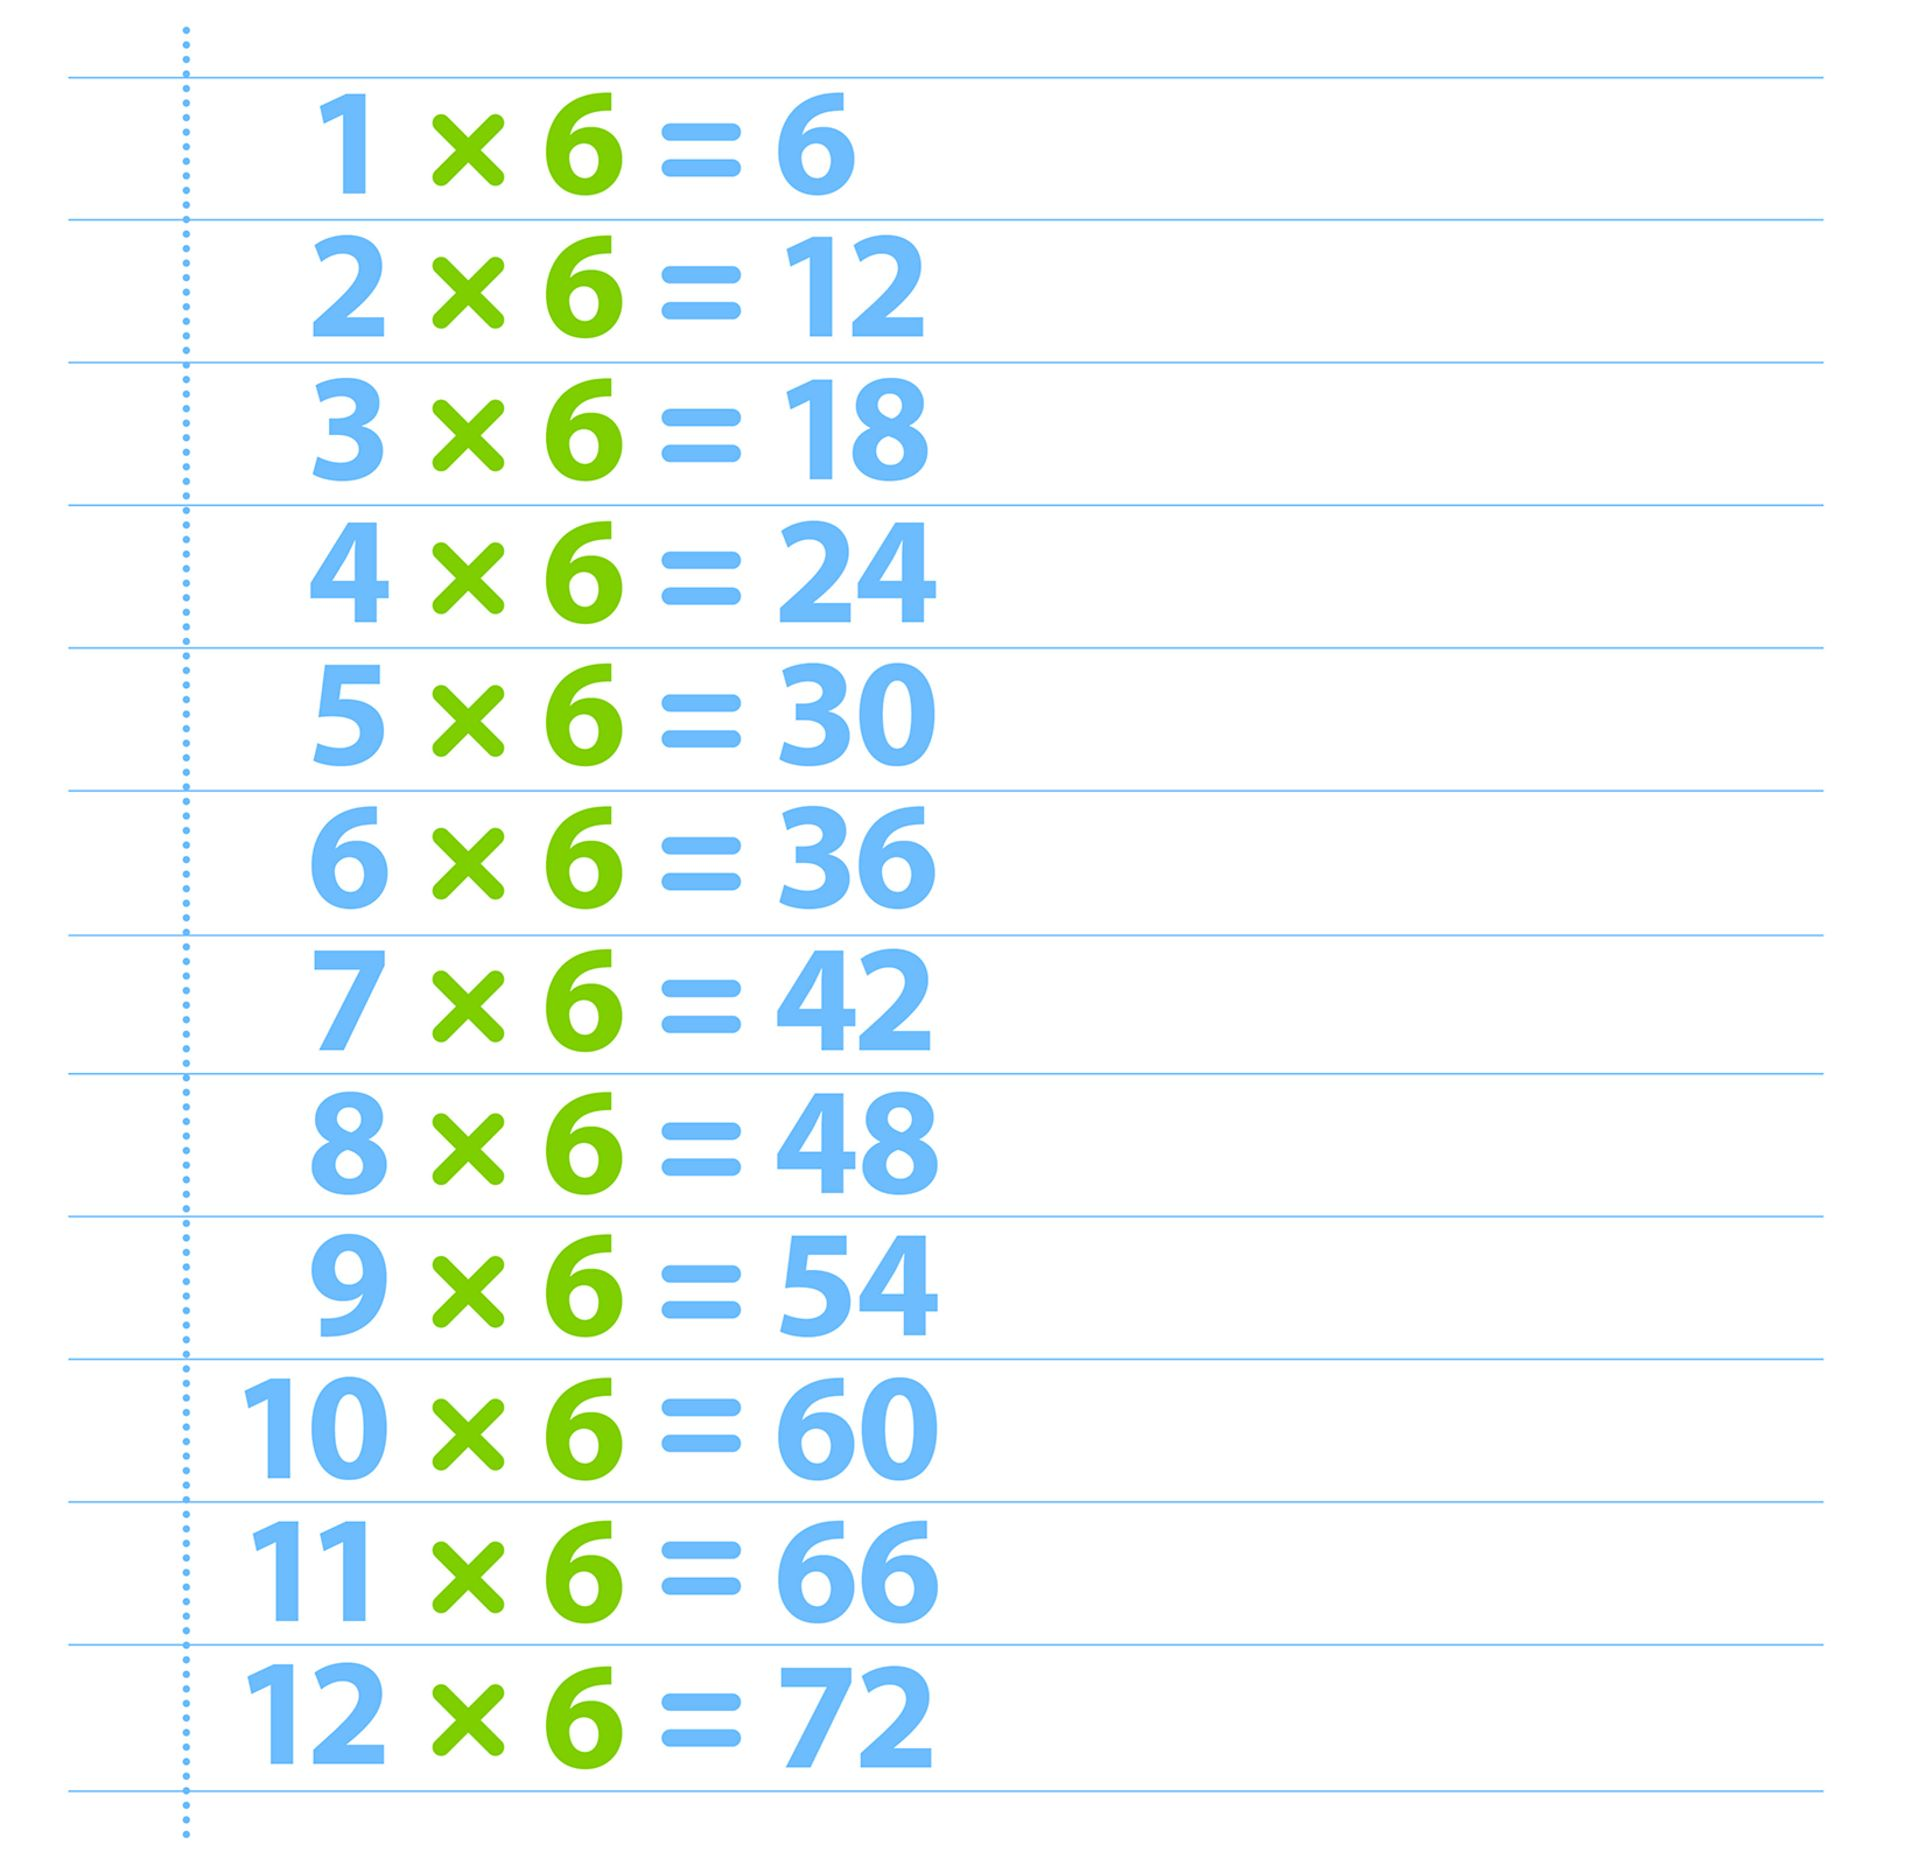 1 × 6 = 6
2 × 6 = 12
3 × 6 = 18
4 × 6 = 24
5 × 6 = 30
6 × 6 = 36
7 × 6 = 42
8 × 6 = 48
9 × 6 = 54
10 × 6 = 60
11 × 6 = 66
12 × 6 = 72